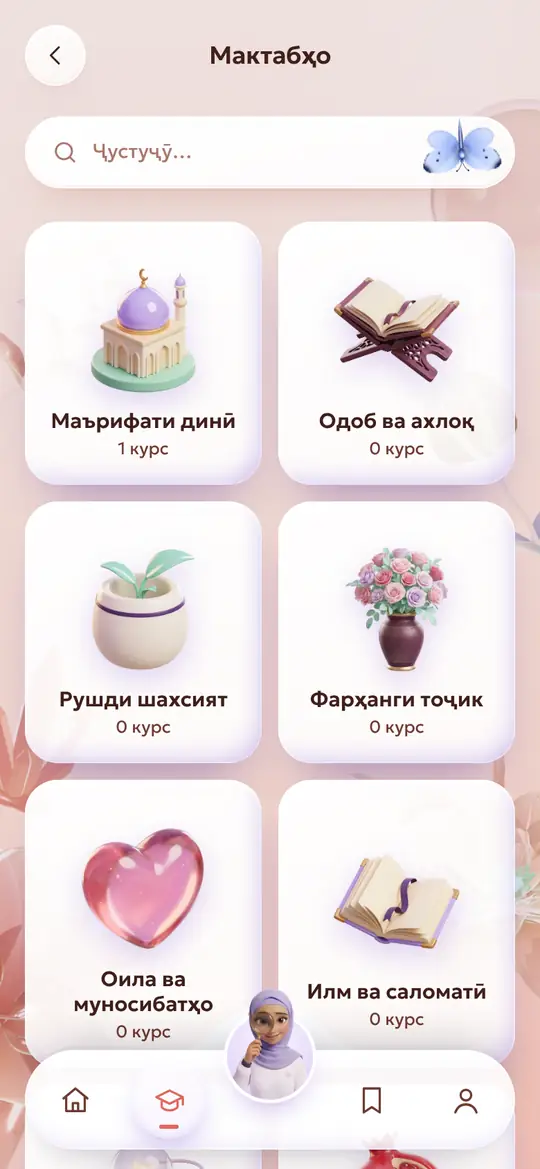 Мактабҳо
Ҷустуҷӯ...
Маърифати динӣ
1 курс
Одоб ва ахлоқ
0 курс
Рушди шахсият
0 курс
Фарҳанги тоҷик
0 курс
Оила ва
муносибатҳо
0 курс
Илм ва саломатӣ
0 курс